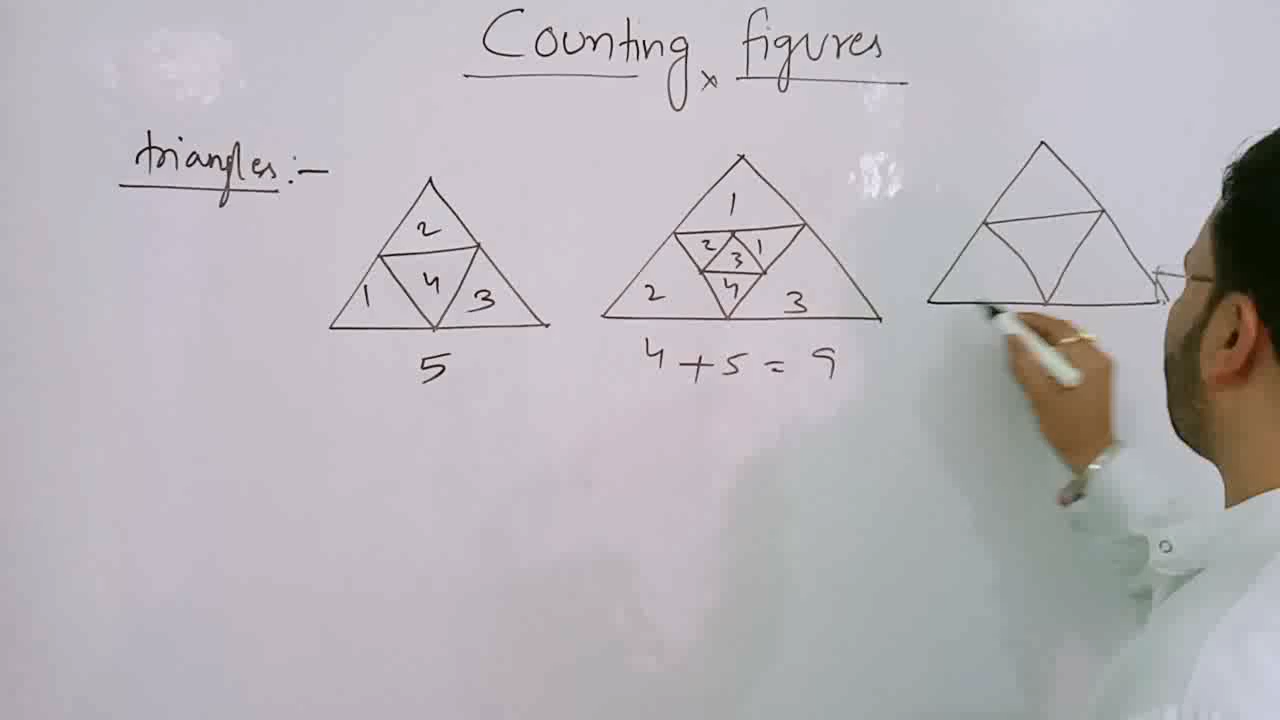 Counting figures
triangles:-
2
1 4 3
5
1
2 1
3
4
2 3
4+5=9